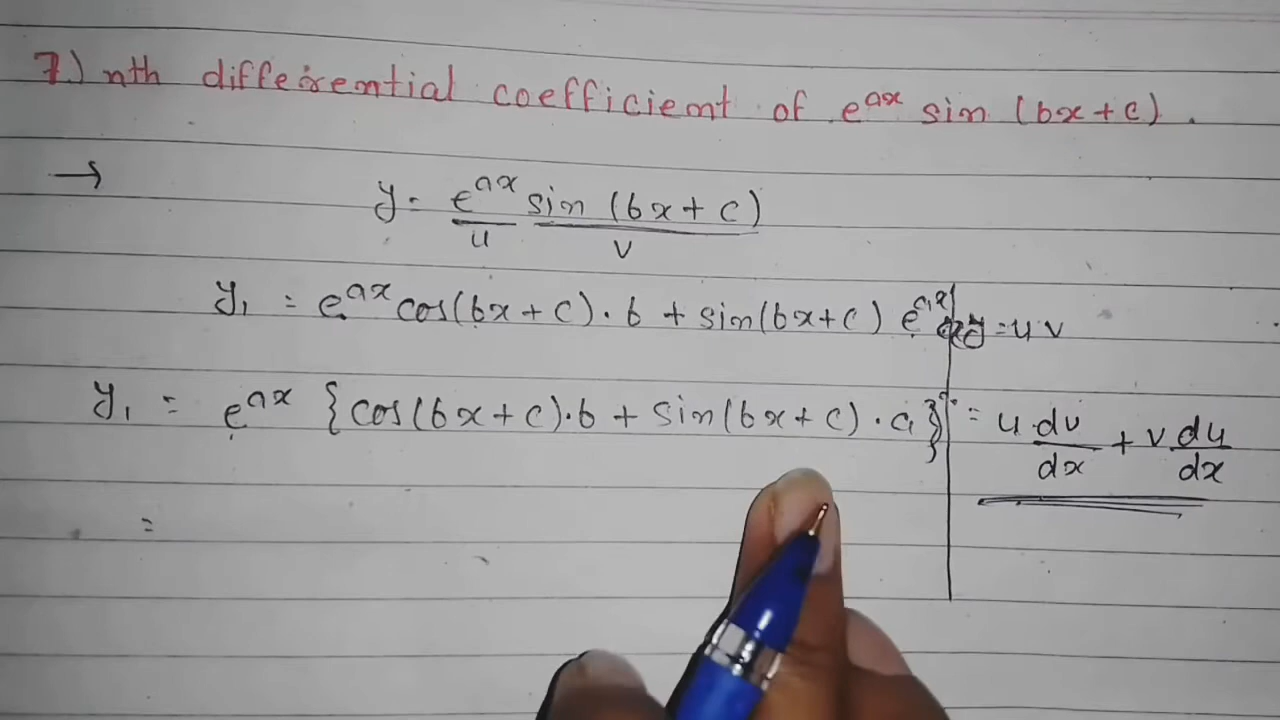 7) nth differential coefficient of e^ax sin (bx+c).
→
y = e^ax sin (bx+c)
u v
y₁ = e^ax cos(bx+c)·b + sin(bx+c) e^ax
y = uv
y₁ = e^ax {cos(bx+c)·b + sin(bx+c)·a}
= u dv/dx + v du/dx
=